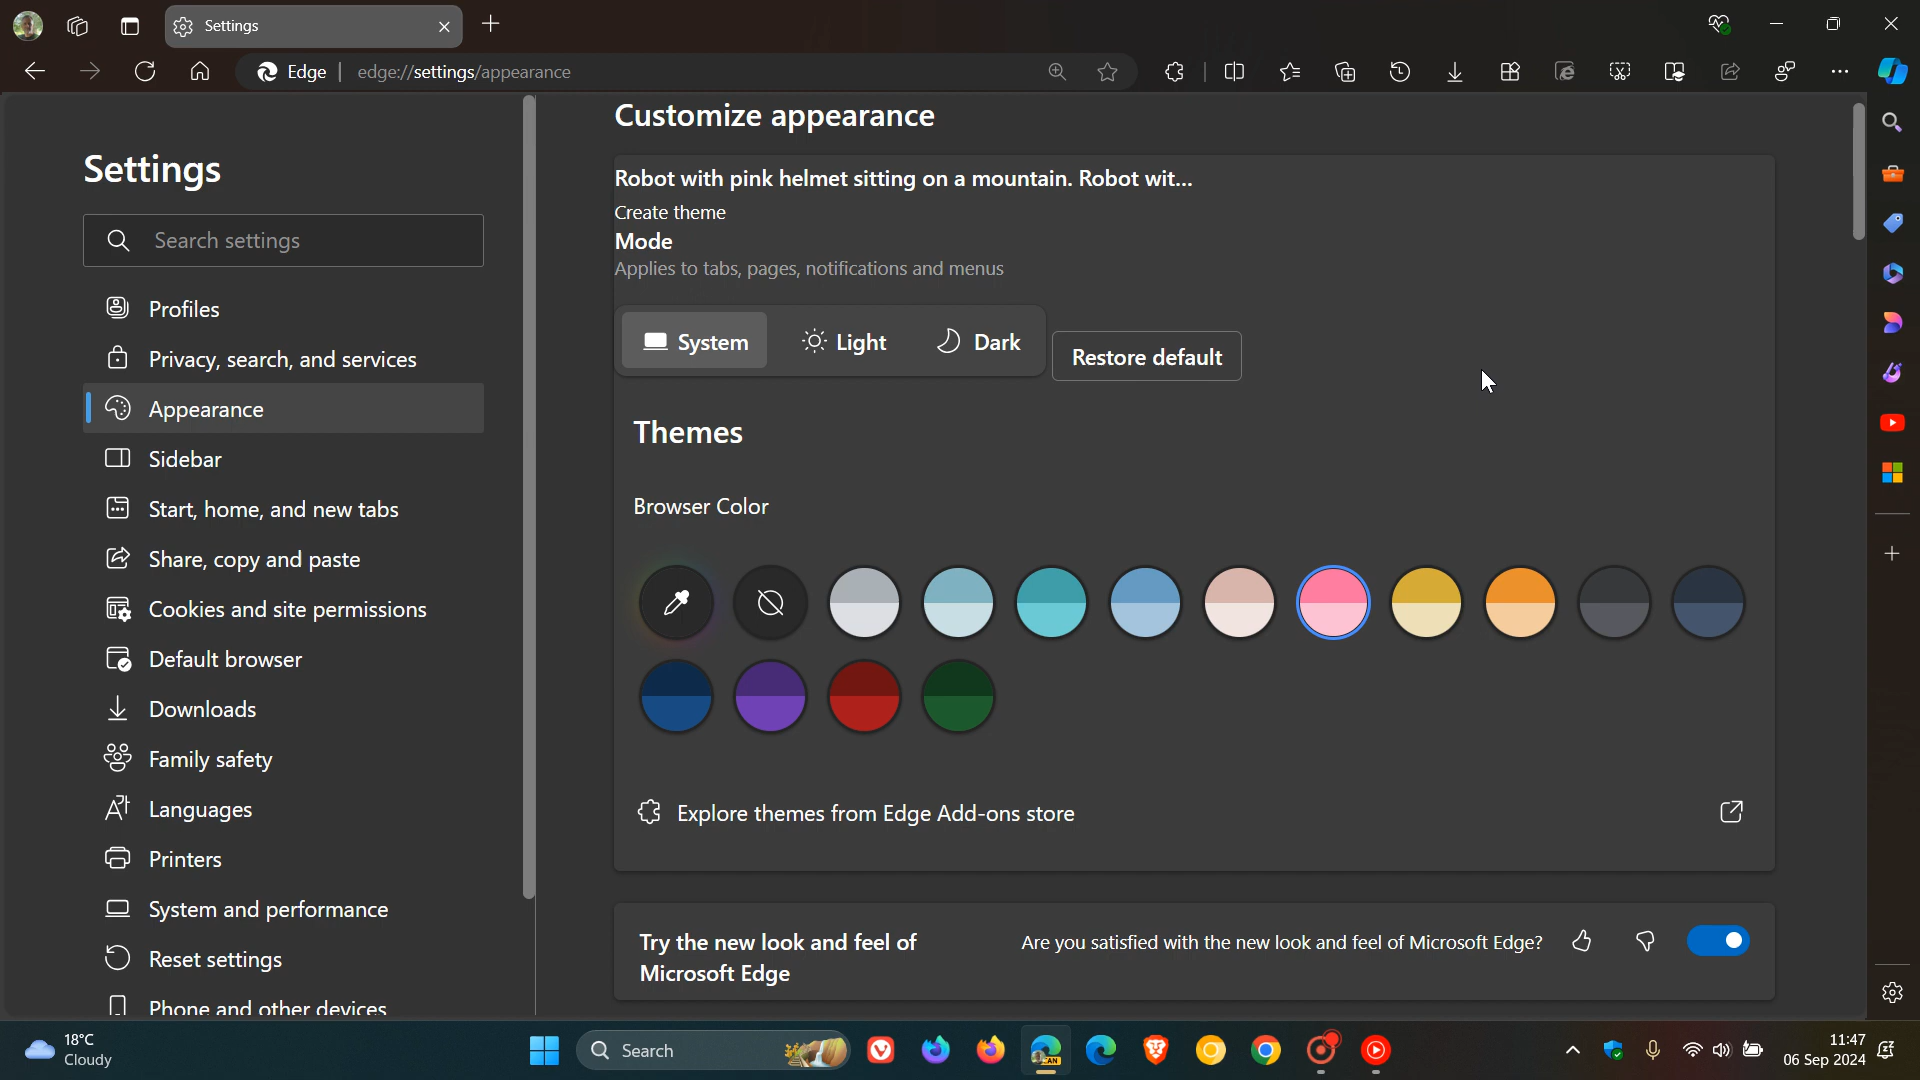 Settings
Edge | edge://settings/appearance
Settings
Search settings
Profiles
Privacy, search, and services
Appearance
Sidebar
Start, home, and new tabs
Share, copy and paste
Cookies and site permissions
Default browser
Downloads
Family safety
Languages
Printers
System and performance
Reset settings
Phone and other devices
Customize appearance
Robot with pink helmet sitting on a mountain. Robot wit...
Create theme
Mode
Applies to tabs, pages, notifications and menus
System Light Dark Restore default
Themes
Browser Color
Explore themes from Edge Add-ons store
Try the new look and feel of
Microsoft Edge
Are you satisfied with the new look and feel of Microsoft Edge?
18°C
Cloudy
Search
CAN
11:47
06 Sep 2024